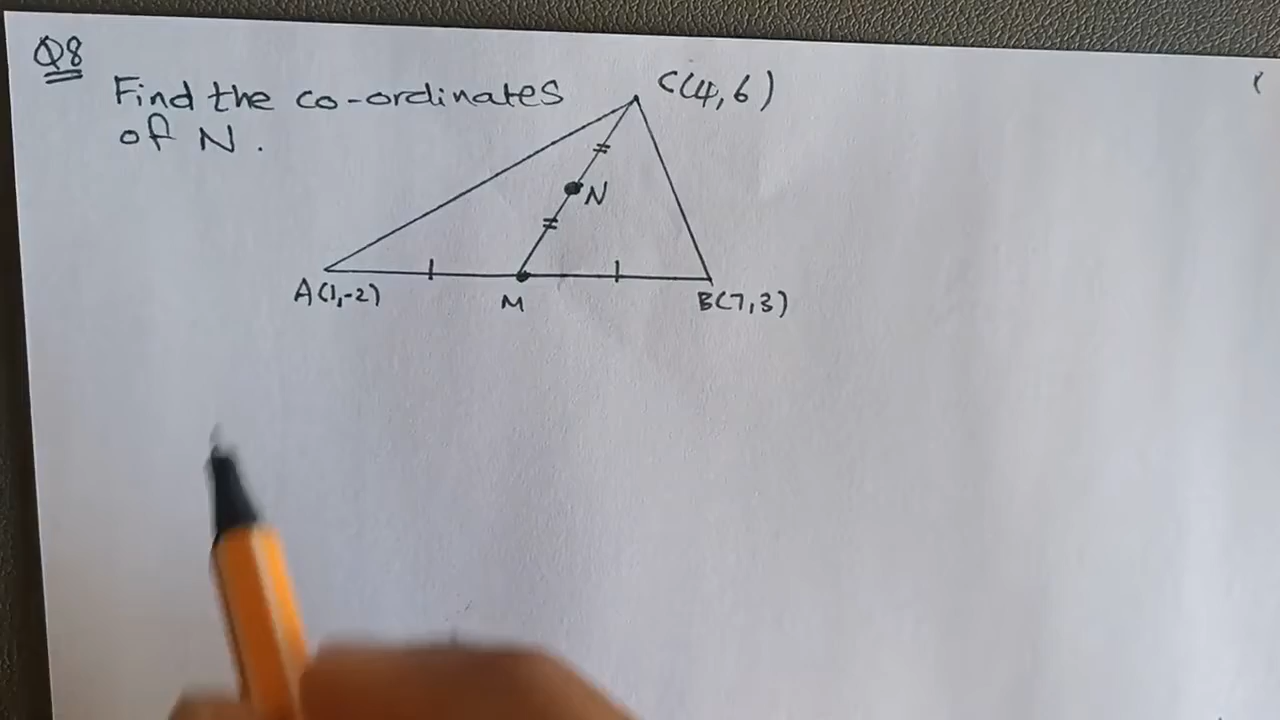 Q8
Find the co-ordinates
of N.
C(4,6)
N
A(1,-2)
M
B(7,3)